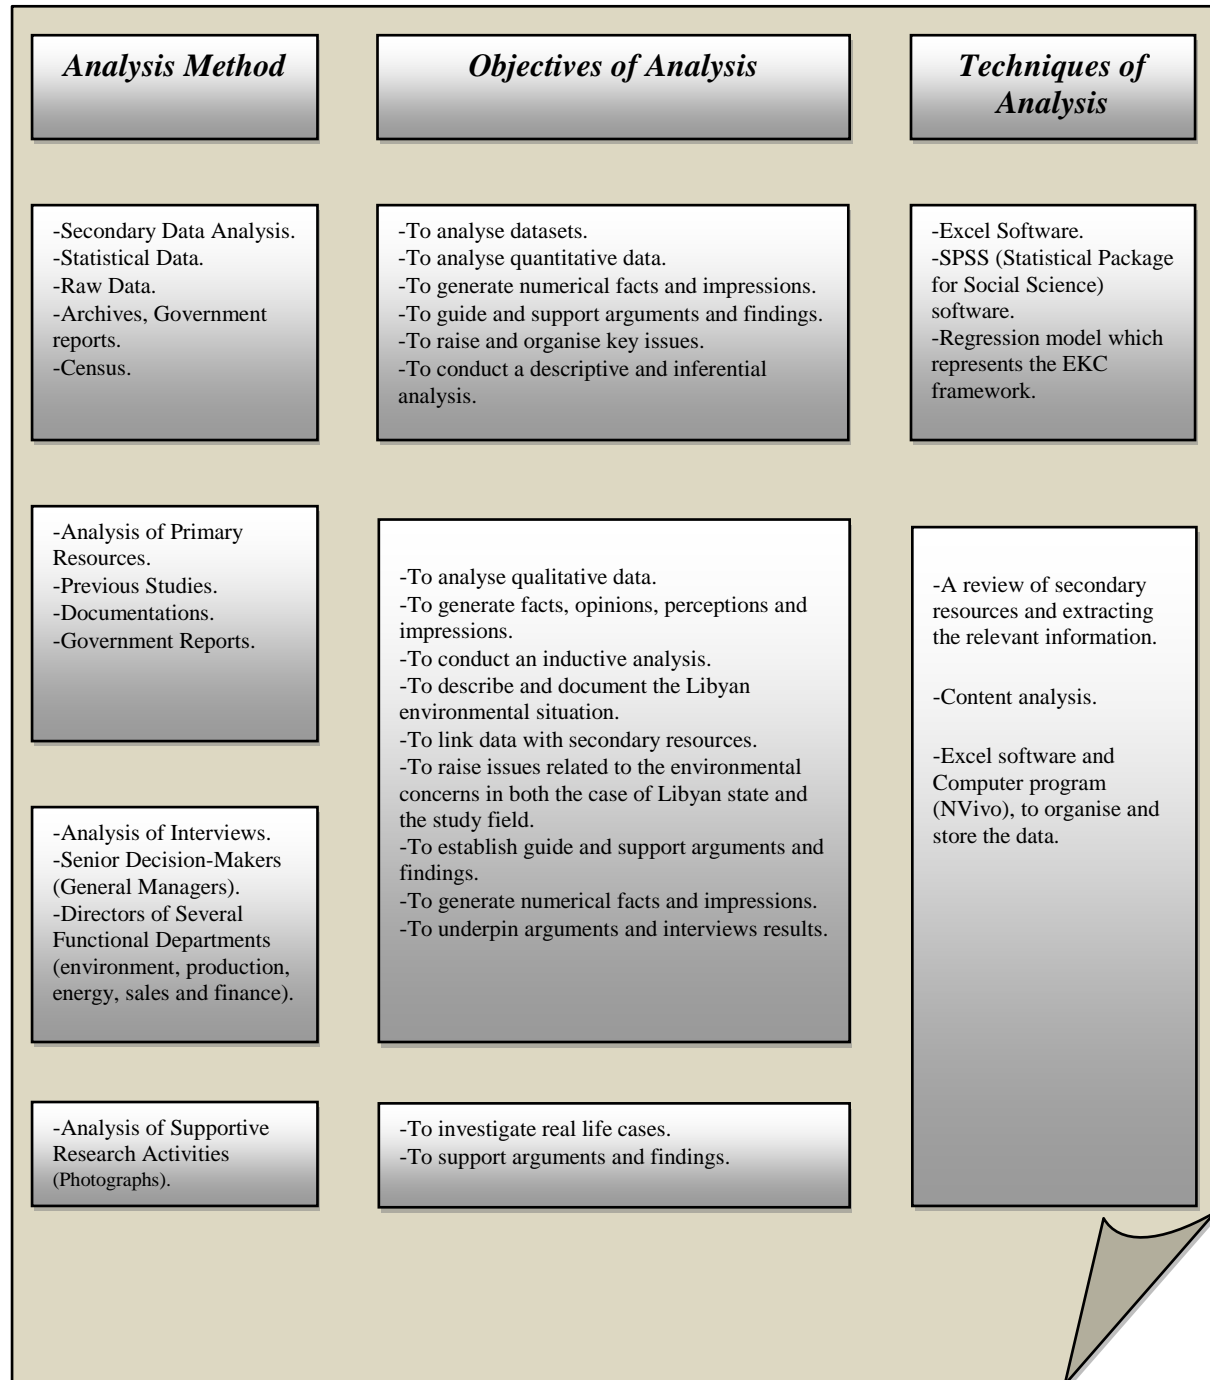 Analysis Method
Objectives of Analysis
Techniques of
Analysis
-Secondary Data Analysis.
-Statistical Data.
-Raw Data.
-Archives, Government
reports.
-Census.
-To analyse datasets.
-To analyse quantitative data.
-To generate numerical facts and impressions.
-To guide and support arguments and findings.
-To raise and organise key issues.
-To conduct a descriptive and inferential
analysis.
-Excel Software.
-SPSS (Statistical Package
for Social Science)
software.
-Regression model which
represents the EKC
framework.
-Analysis of Primary
Resources.
-Previous Studies.
-Documentations.
-Government Reports.
-Analysis of Interviews.
-Senior Decision-Makers
(General Managers).
-Directors of Several
Functional Departments
(environment, production,
energy, sales and finance).
-To analyse qualitative data.
-To generate facts, opinions, perceptions and
impressions.
-To conduct an inductive analysis.
-To describe and document the Libyan
environmental situation.
-To link data with secondary resources.
-To raise issues related to the environmental
concerns in both the case of Libyan state and
the study field.
-To establish guide and support arguments and
findings.
-To generate numerical facts and impressions.
-To underpin arguments and interviews results.
-A review of secondary
resources and extracting
the relevant information.
-Content analysis.
-Excel software and
Computer program
(NVivo), to organise and
store the data.
-Analysis of Supportive
Research Activities
(Photographs).
-To investigate real life cases.
-To support arguments and findings.